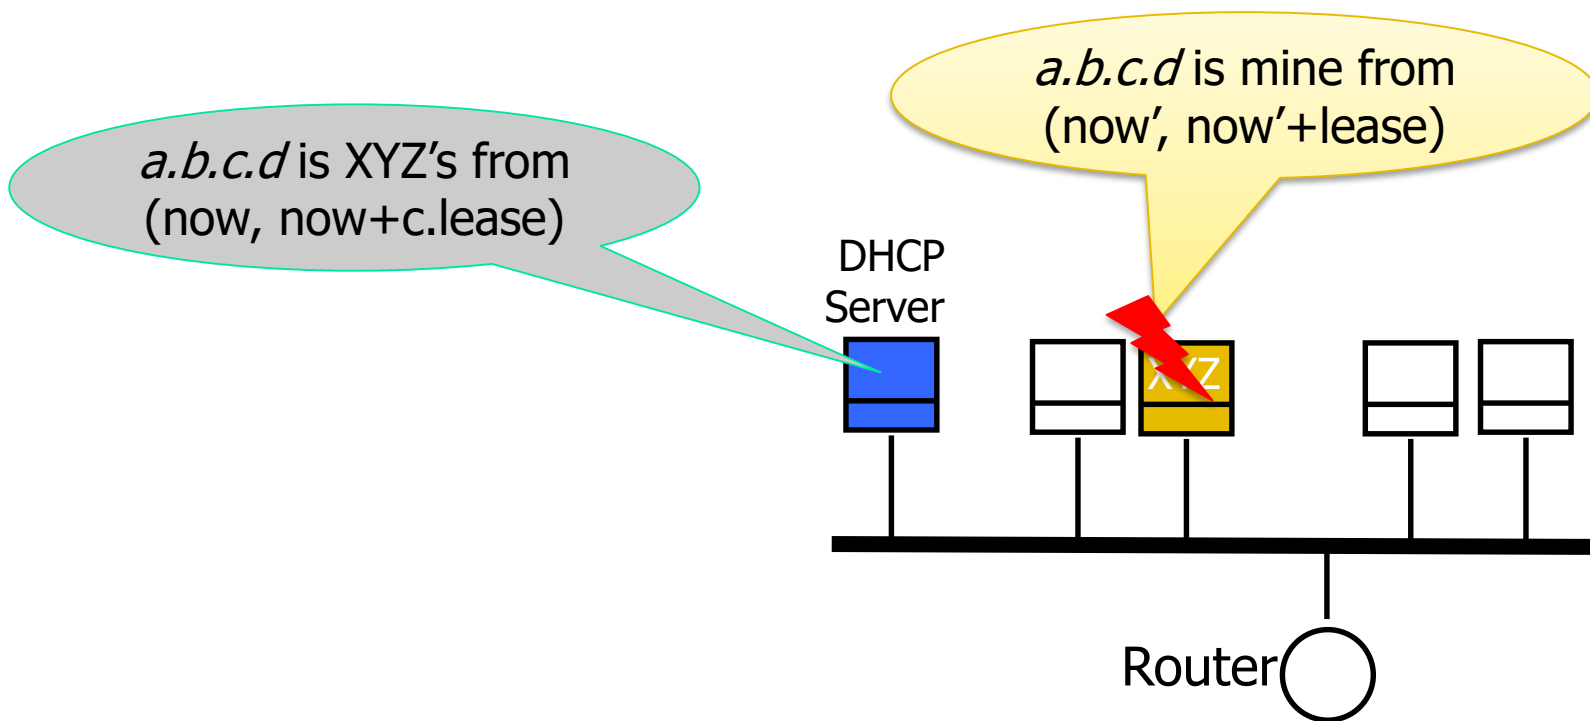 a.b.c.d is XYZ’s from
(now, now+c.lease)
a.b.c.d is mine from
(now’, now’+lease)
DHCP
Server
XYZ
Router